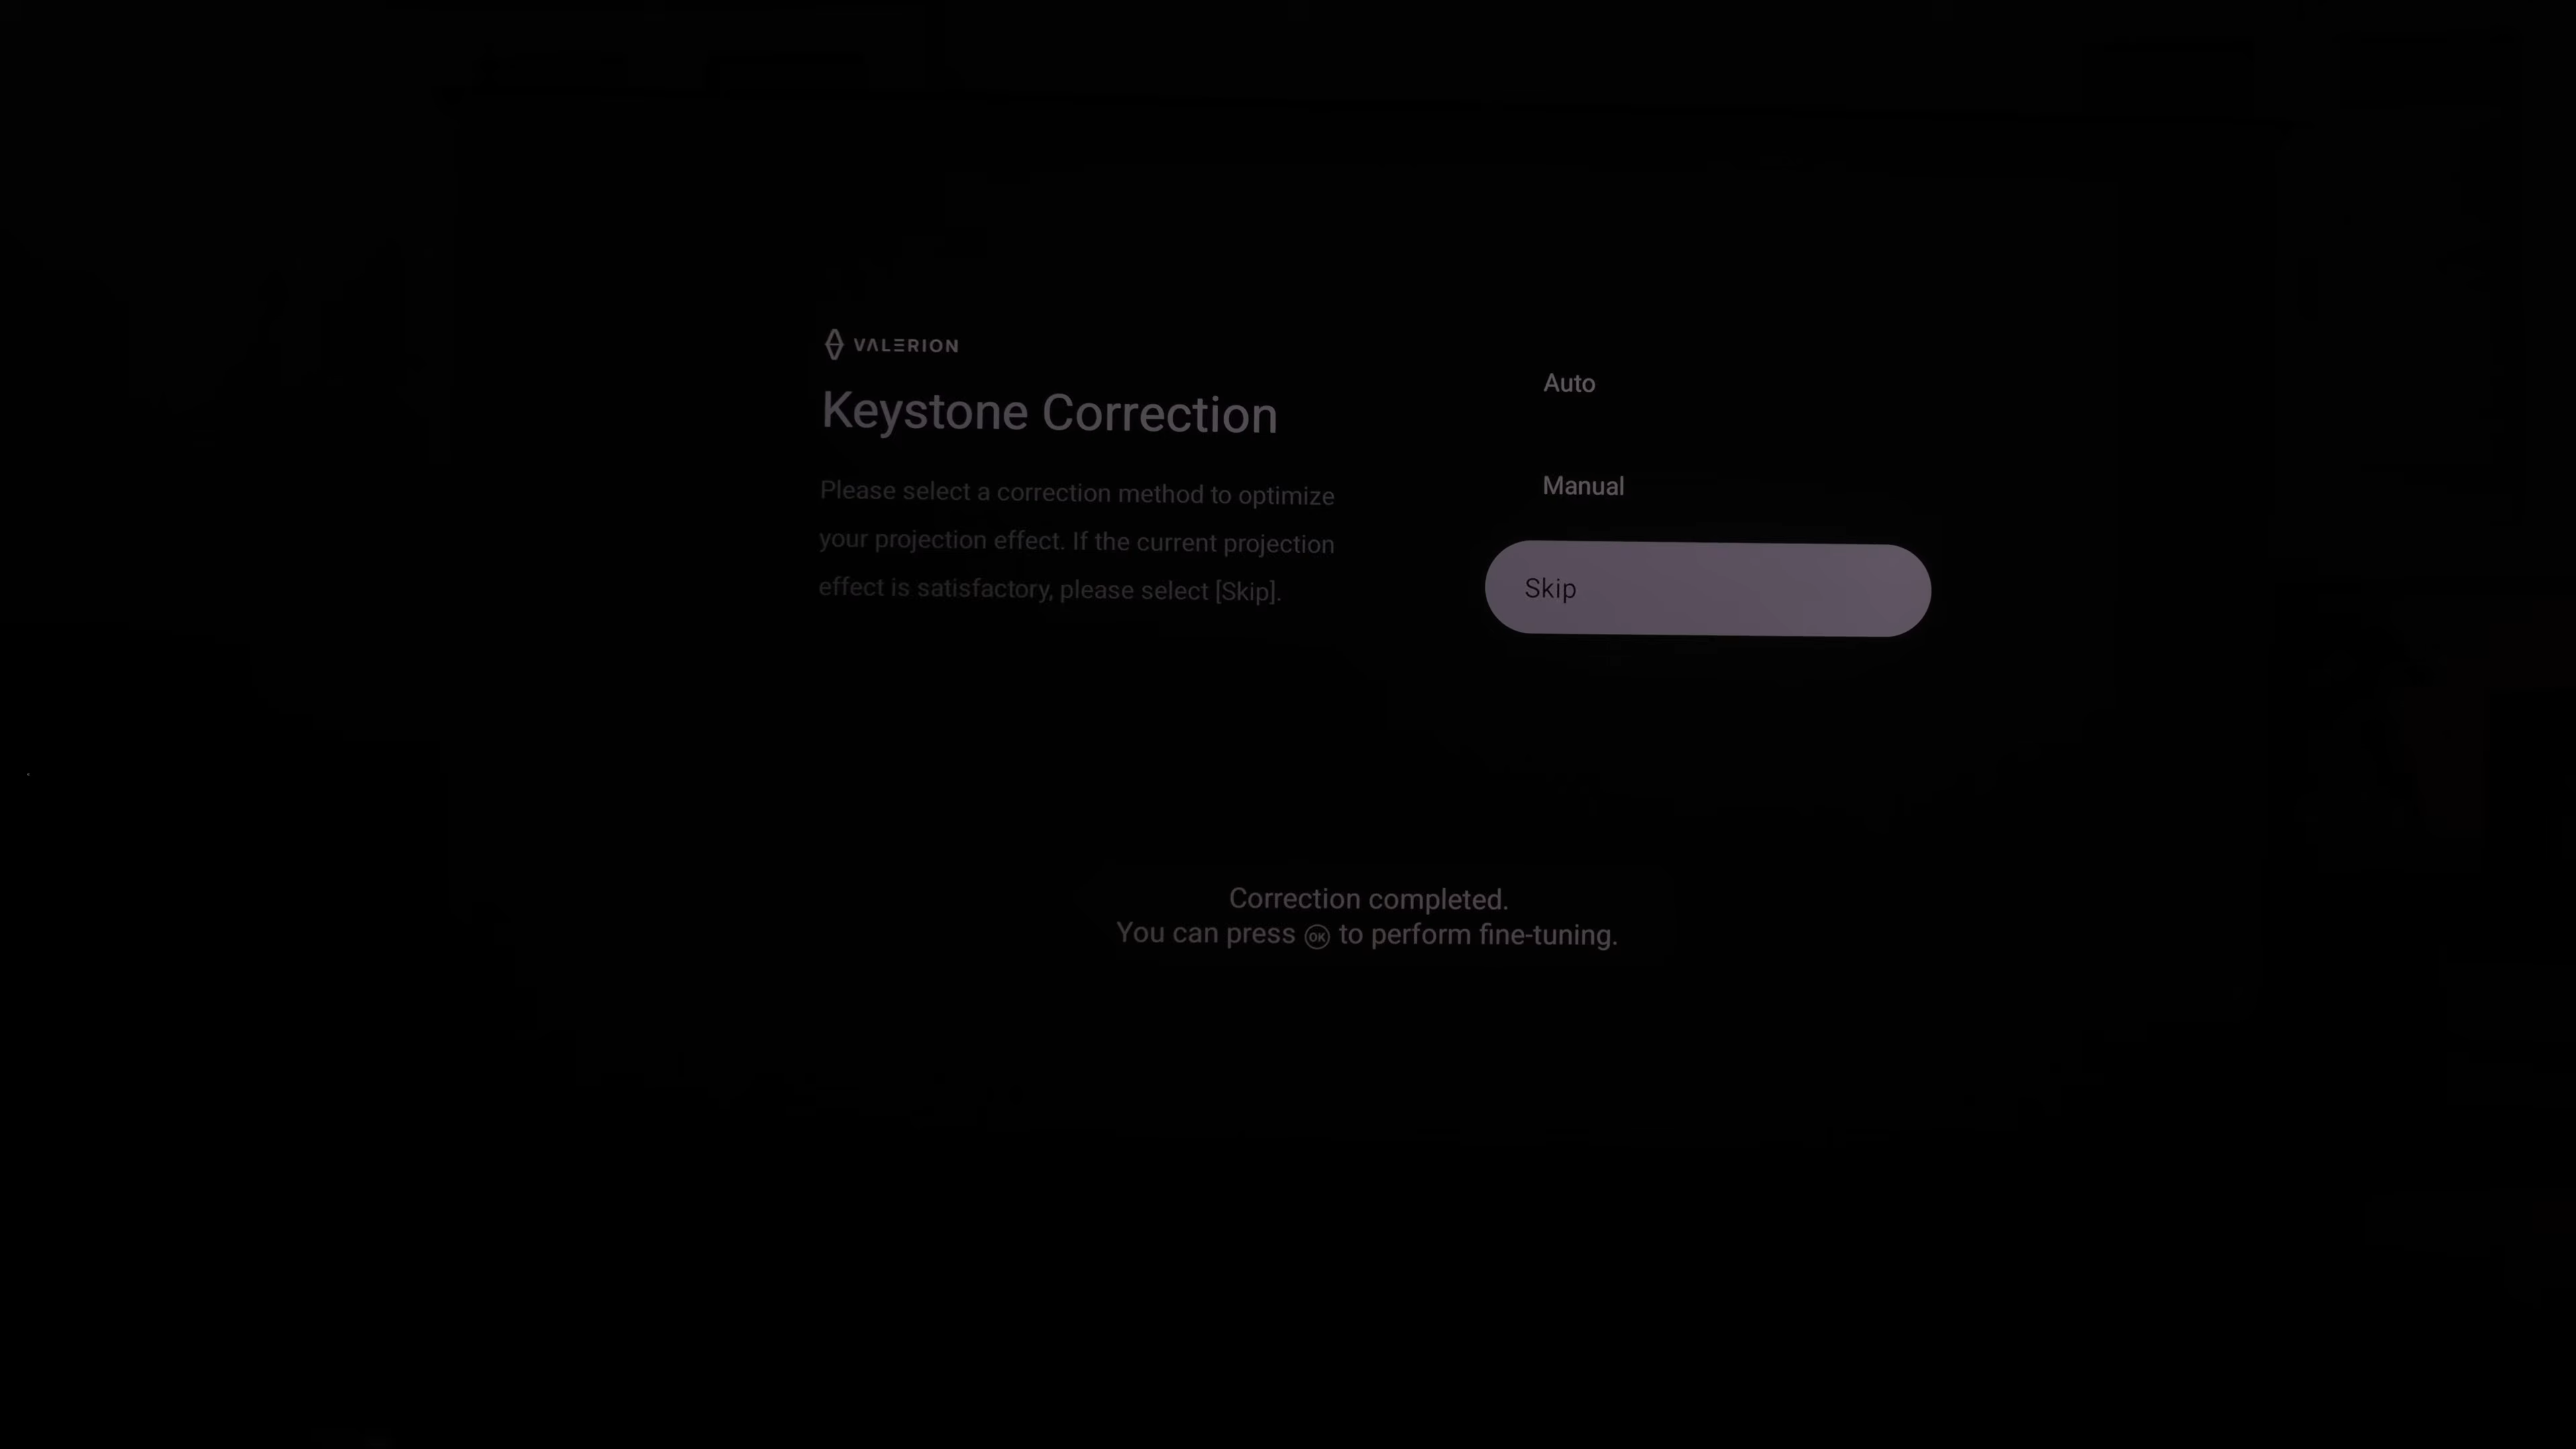 VALERION
Keystone Correction
Please select a correction method to optimize
your projection effect. If the current projection
effect is satisfactory, please select [Skip].
Auto
Manual
Skip
Correction completed.
You can press OK to perform fine-tuning.